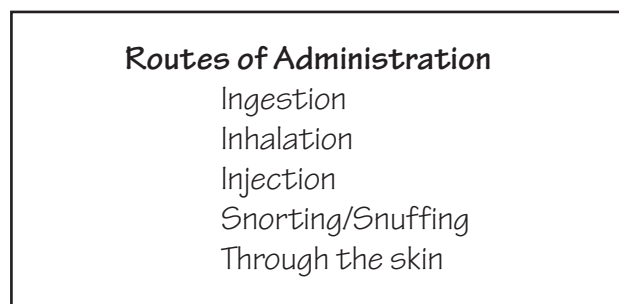 Routes of Administration
Ingestion
Inhalation
Injection
Snorting/Snuffing
Through the skin